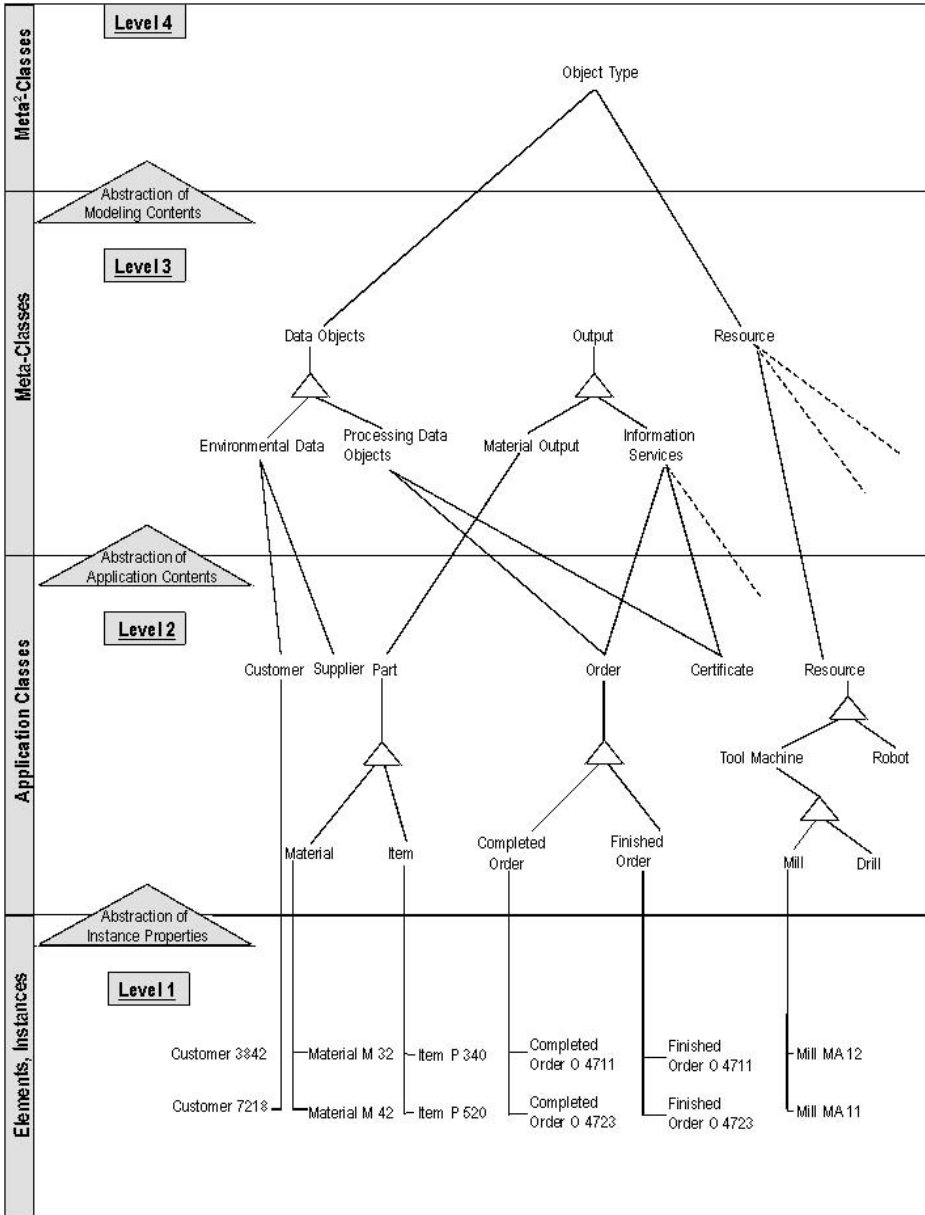 Meta²-Classes
Level 4
Object Type
Abstraction of
Modeling Contents
Meta-Classes
Level 3
Data Objects
Output
Resource
Environmental Data
Processing Data
Objects
Material Output
Information
Services
Abstraction of
Application Contents
Application Classes
Level 2
Customer
Supplier
Part
Order
Certificate
Resource
Tool Machine
Robot
Material
Item
Completed
Order
Finished
Order
Mill
Drill
Abstraction of
Instance Properties
Elements, Instances
Level 1
Customer 3842
Material M 32
Item P 340
Completed
Order O 4711
Finished
Order O 4711
Mill MA 12
Customer 7218
Material M 42
Item P 520
Completed
Order O 4723
Finished
Order O 4723
Mill MA 11